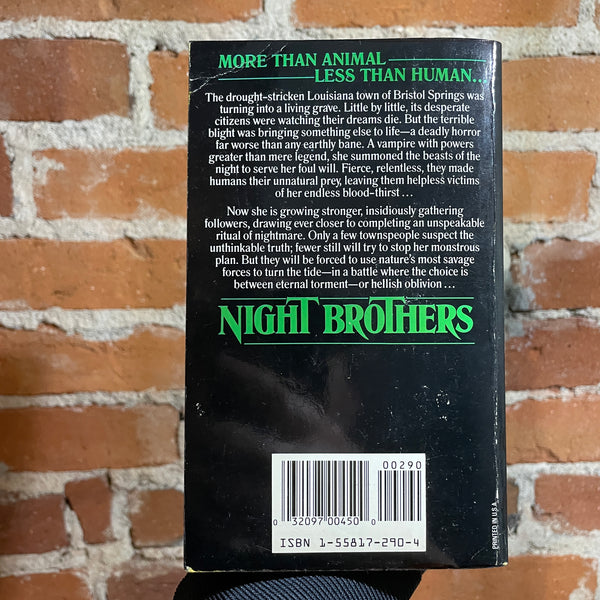 MORE THAN ANIMAL
LESS THAN HUMAN...
The drought-stricken Louisiana town of Bristol Springs was
turning into a living grave. Little by little, its desperate
citizens were watching their dreams die. But the terrible
blight was bringing something else to life—a deadly horror
far worse than any earthly bane. A vampire with powers
greater than mere legend, she summoned the beasts of the
night to serve her foul will. Fierce, relentless, they made
humans their unnatural prey, leaving them helpless victims
of her endless blood-thirst...
Now she is growing stronger, insidiously gathering
followers, drawing ever closer to completing an unspeakable
ritual of nightmare. Only a few townspeople suspect the
unthinkable truth; fewer still will try to stop her monstrous
plan. But they will be forced to use nature's most savage
forces to turn the tide—in a battle where the choice is
between eternal torment—or hellish oblivion...
NIGHT BROTHERS
00290
0 32097 00450 0
ISBN 1-55817-290-4
PRINTED IN U.S.A.